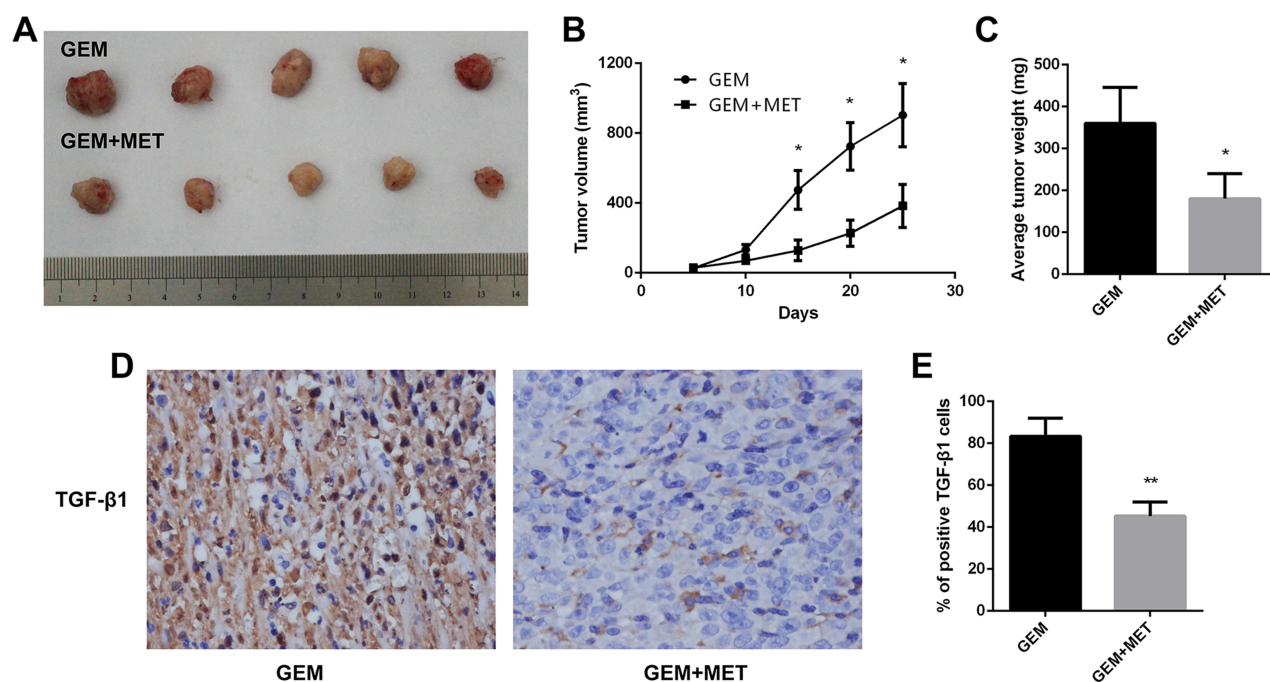 A
GEM
GEM+MET
1 2 3 4 5 6 7 8 9 10 11 12 13 14
B
Tumor volume (mm3)
1200
800
400
0
GEM
GEM+MET
*
*
*
0 10 20 30
Days
C
Average tumor weight (mg)
500
400
300
200
100
0
*
GEM
GEM+MET
D
TGF-β1
GEM
GEM+MET
E
% of positive TGF-β1 cells
100
80
60
40
20
0
**
GEM
GEM+MET